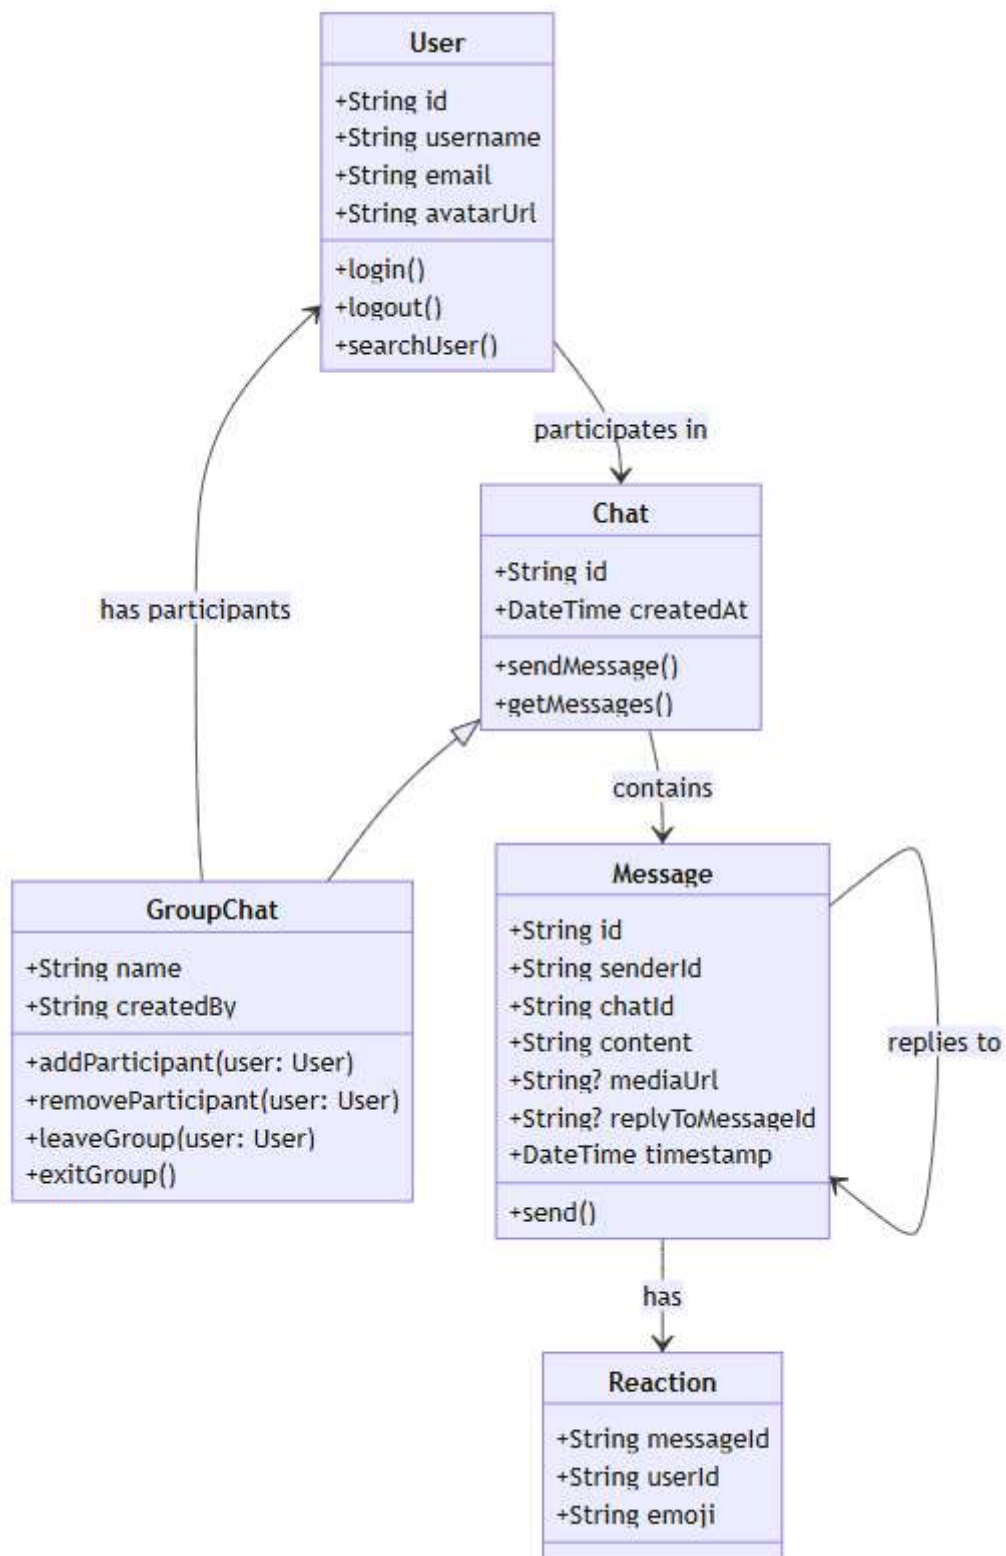 User
+String id
+String username
+String email
+String avatarUrl
+login()
+logout()
+searchUser()
participates in
Chat
+String id
+DateTime createdAt
+sendMessage()
+getMessages()
has participants
contains
GroupChat
+String name
+String createdBy
+addParticipant(user: User)
+removeParticipant(user: User)
+leaveGroup(user: User)
+exitGroup()
Message
+String id
+String senderId
+String chatId
+String content
+String? mediaUrl
+String? replyToMessageId
+DateTime timestamp
+send()
replies to
has
Reaction
+String messageId
+String userId
+String emoji